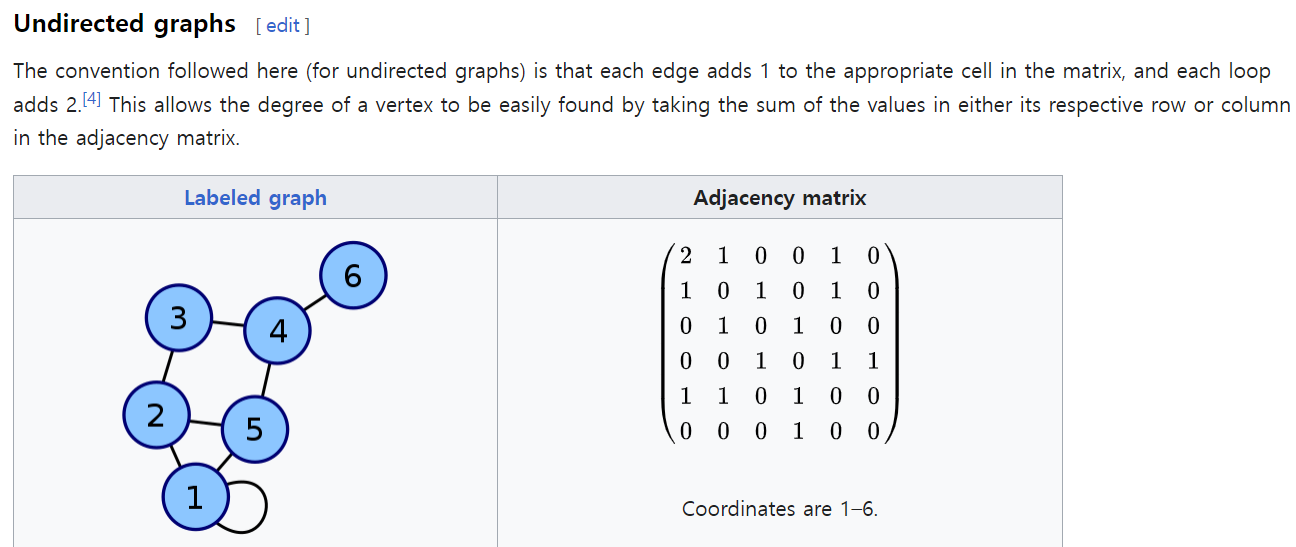 Undirected graphs [ edit ]
The convention followed here (for undirected graphs) is that each edge adds 1 to the appropriate cell in the matrix, and each loop
adds 2.[4] This allows the degree of a vertex to be easily found by taking the sum of the values in either its respective row or column
in the adjacency matrix.
Labeled graph
Adjacency matrix
6
3
4
2
5
1
2 1 0 0 1 0
1 0 1 0 1 0
0 1 0 1 0 0
0 0 1 0 1 1
1 1 0 1 0 0
0 0 0 1 0 0
Coordinates are 1–6.